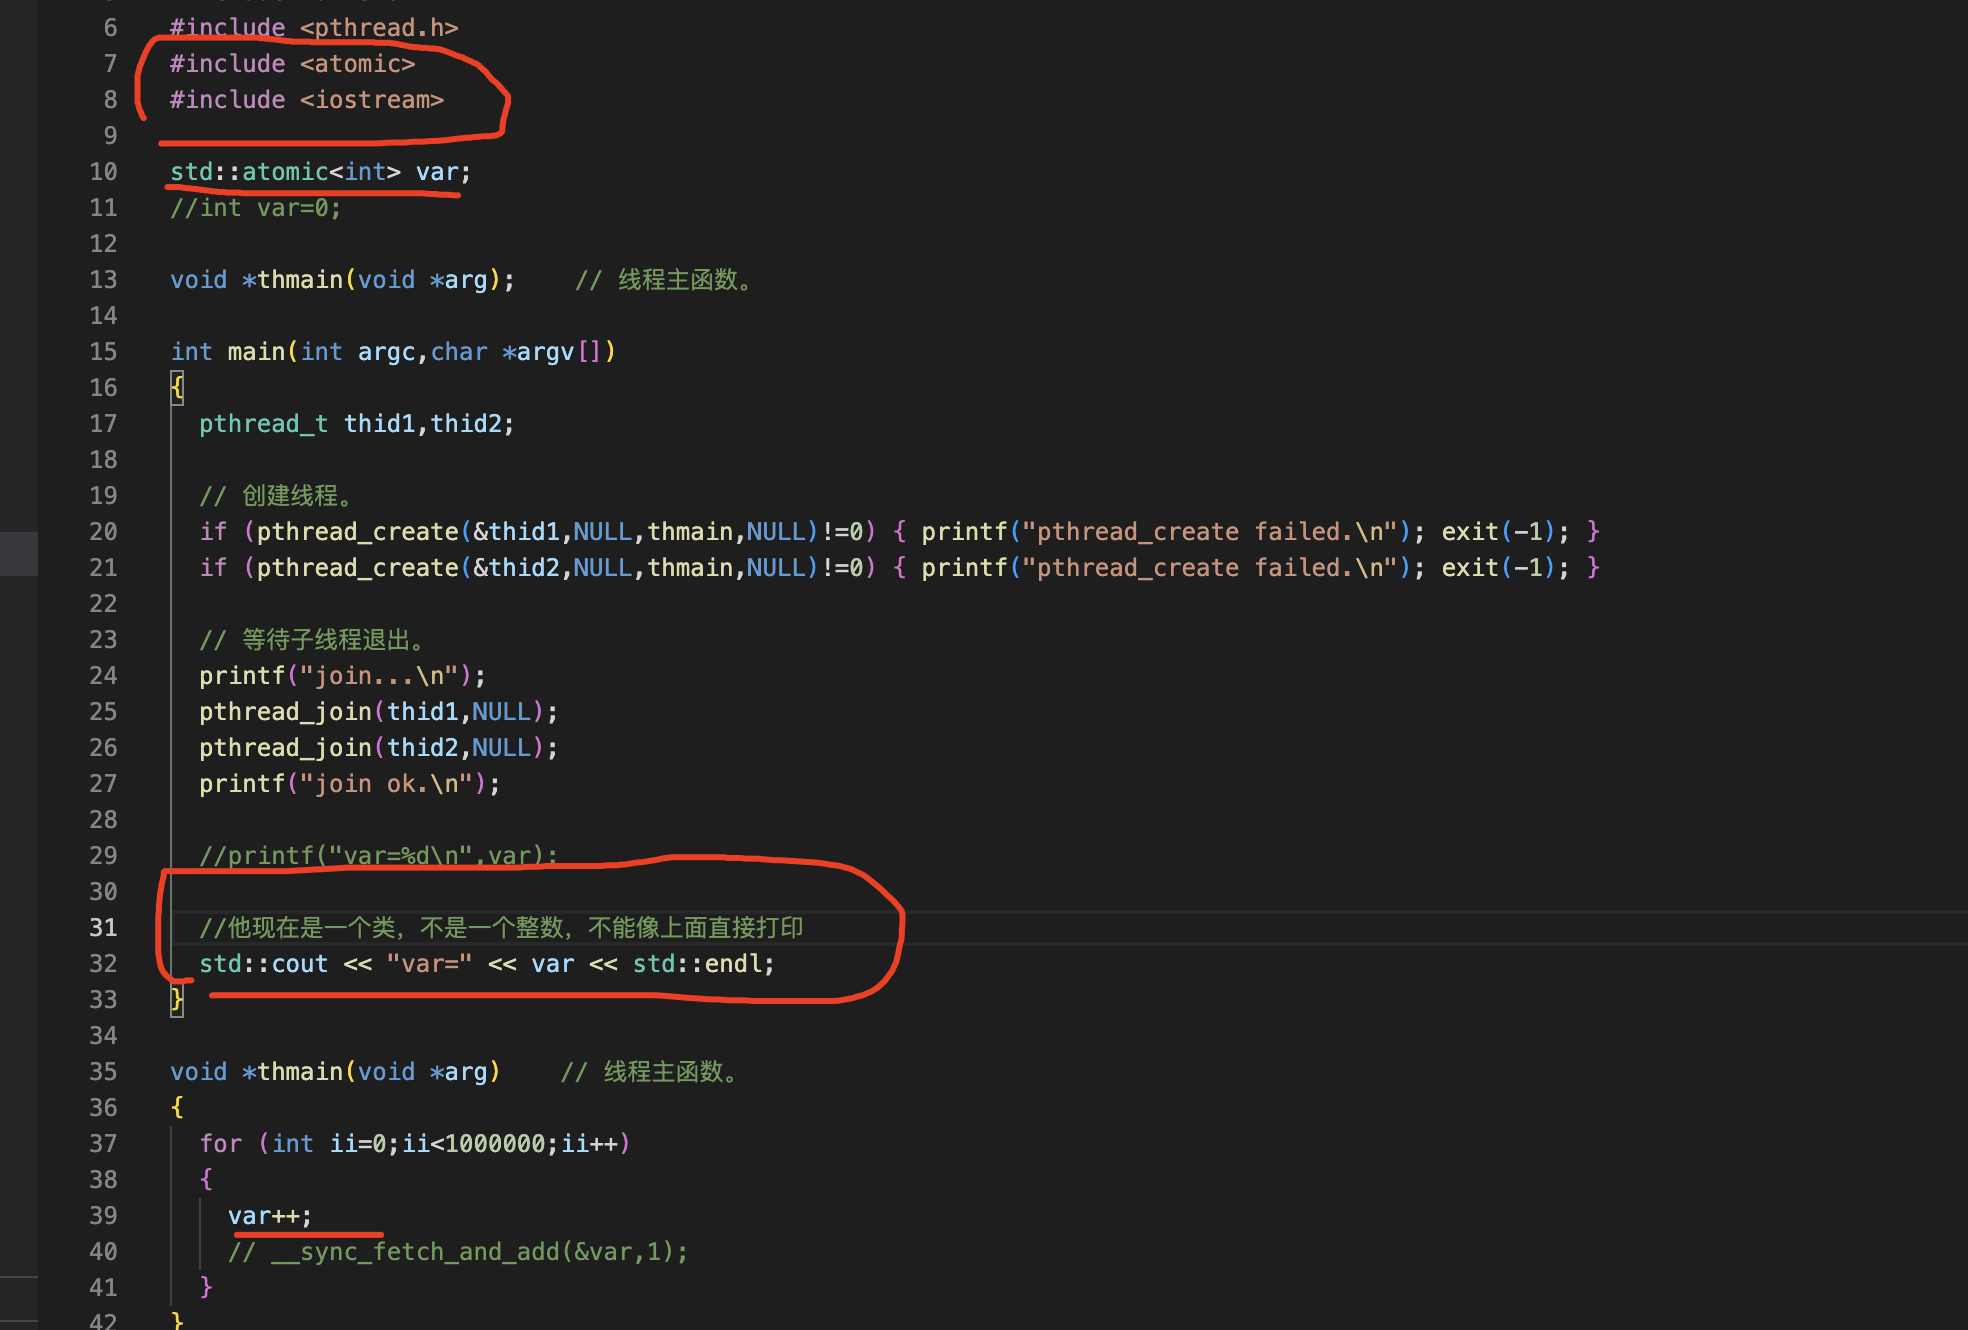 6 #include <pthread.h>
7 #include <atomic>
8 #include <iostream>
9
10 std::atomic<int> var;
11 //int var=0;
12
13 void *thmain(void *arg);    // 线程主函数。
14
15 int main(int argc,char *argv[])
16 {
17   pthread_t thid1,thid2;
18
19   // 创建线程。
20   if (pthread_create(&thid1,NULL,thmain,NULL)!=0) { printf("pthread_create failed.\n"); exit(-1); }
21   if (pthread_create(&thid2,NULL,thmain,NULL)!=0) { printf("pthread_create failed.\n"); exit(-1); }
22
23   // 等待子线程退出。
24   printf("join...\n");
25   pthread_join(thid1,NULL);
26   pthread_join(thid2,NULL);
27   printf("join ok.\n");
28
29   //printf("var=%d\n",var);
30
31   //他现在是一个类，不是一个整数，不能像上面直接打印
32   std::cout << "var=" << var << std::endl;
33 }
34
35 void *thmain(void *arg)    // 线程主函数。
36 {
37   for (int ii=0;ii<1000000;ii++)
38   {
39     var++;
40     // __sync_fetch_and_add(&var,1);
41   }
42 }